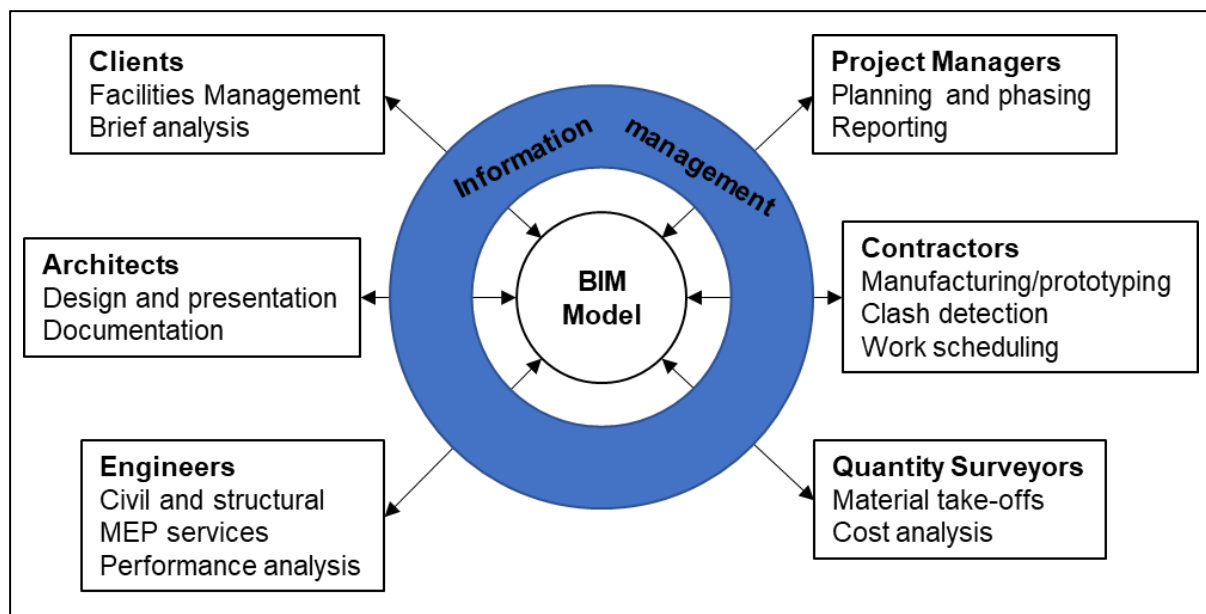 Clients
Facilities Management
Brief analysis
Project Managers
Planning and phasing
Reporting
Information management
Architects
Design and presentation
Documentation
BIM
Model
Contractors
Manufacturing/prototyping
Clash detection
Work scheduling
Engineers
Civil and structural
MEP services
Performance analysis
Quantity Surveyors
Material take-offs
Cost analysis